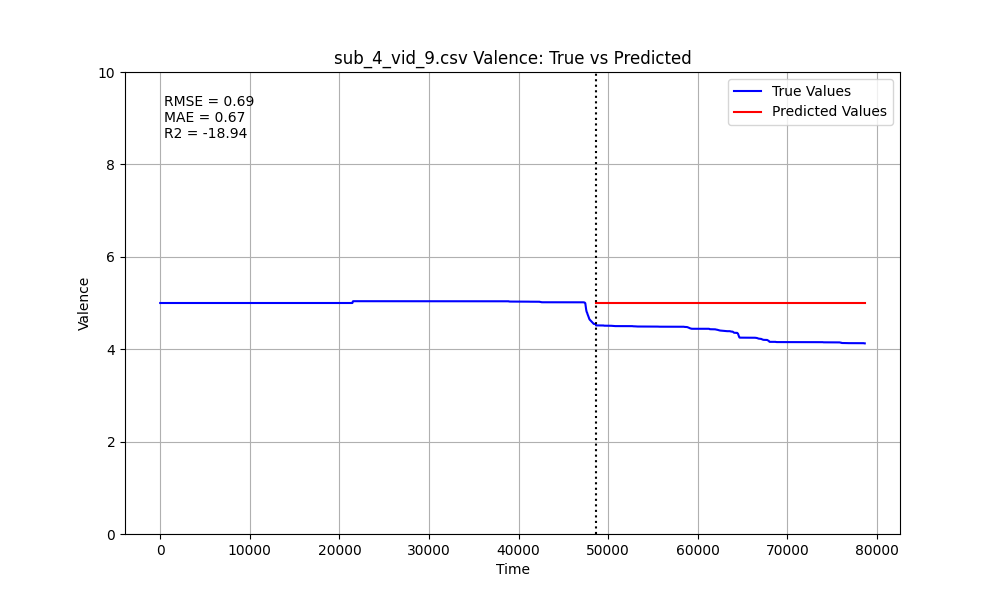 sub_4_vid_9.csv Valence: True vs Predicted
10
8
6
4
2
0
Valence
RMSE = 0.69
MAE = 0.67
R2 = -18.94
True Values
Predicted Values
0 10000 20000 30000 40000 50000 60000 70000 80000
Time